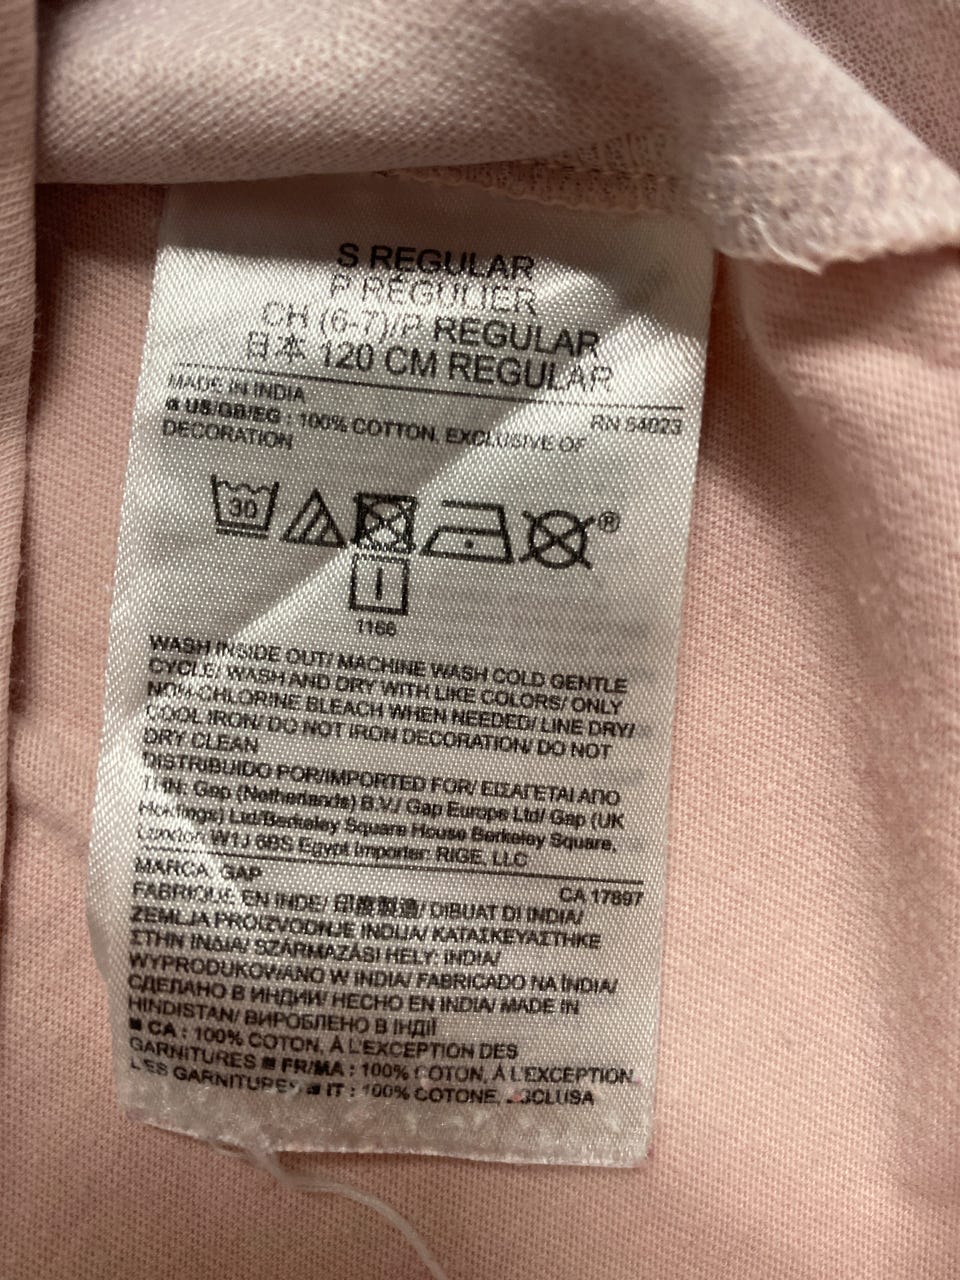 S REGULAR
P RÉGULIER
CH (6-7)/P REGULAR
日本 120 CM REGULAR
MADE IN INDIA
RN 54023
US/GB/EG : 100% COTTON, EXCLUSIVE OF
DECORATION
30
®
1166
WASH INSIDE OUT/ MACHINE WASH COLD GENTLE
CYCLE/ WASH AND DRY WITH LIKE COLORS/ ONLY
NON-CHLORINE BLEACH WHEN NEEDED/ LINE DRY/
COOL IRON/ DO NOT IRON DECORATION/ DO NOT
DRY CLEAN
DISTRIBUIDO POR/IMPORTED FOR/ ΕΙΣΑΓΕΤΑΙ ΑΠΟ
ΤΗΝ: Gap (Netherlands) B.V./ Gap Europe Ltd/ Gap (UK
Holdings) Ltd/Berkeley Square House Berkeley Square,
London W1J 6BS Egypt Importer: RIGE, LLC
MARCA: GAP
CA 17897
FABRIQUÉ EN INDE/ 印度製造/ DIBUAT DI INDIA/
ZEMLJA PROIZVODNJE INDIJA/ ΚΑΤΑΣΚΕΥΑΣΤΗΚΕ
ΣΤΗΝ ΙΝΔΙΑ/ SZÁRMAZÁSI HELY: INDIA/
WYPRODUKOWANO W INDIA/ FABRICADO NA ÍNDIA/
СДЕЛАНО В ИНДИИ/ HECHO EN INDIA/ MADE IN
HINDISTAN/ ВИРОБЛЕНО В ІНДІЇ
■ CA : 100% COTON, À L'EXCEPTION DES
GARNITURES ■ FR/MA : 100% COTON, À L'EXCEPTION
DES GARNITURES ■ IT : 100% COTONE, ESCLUSA